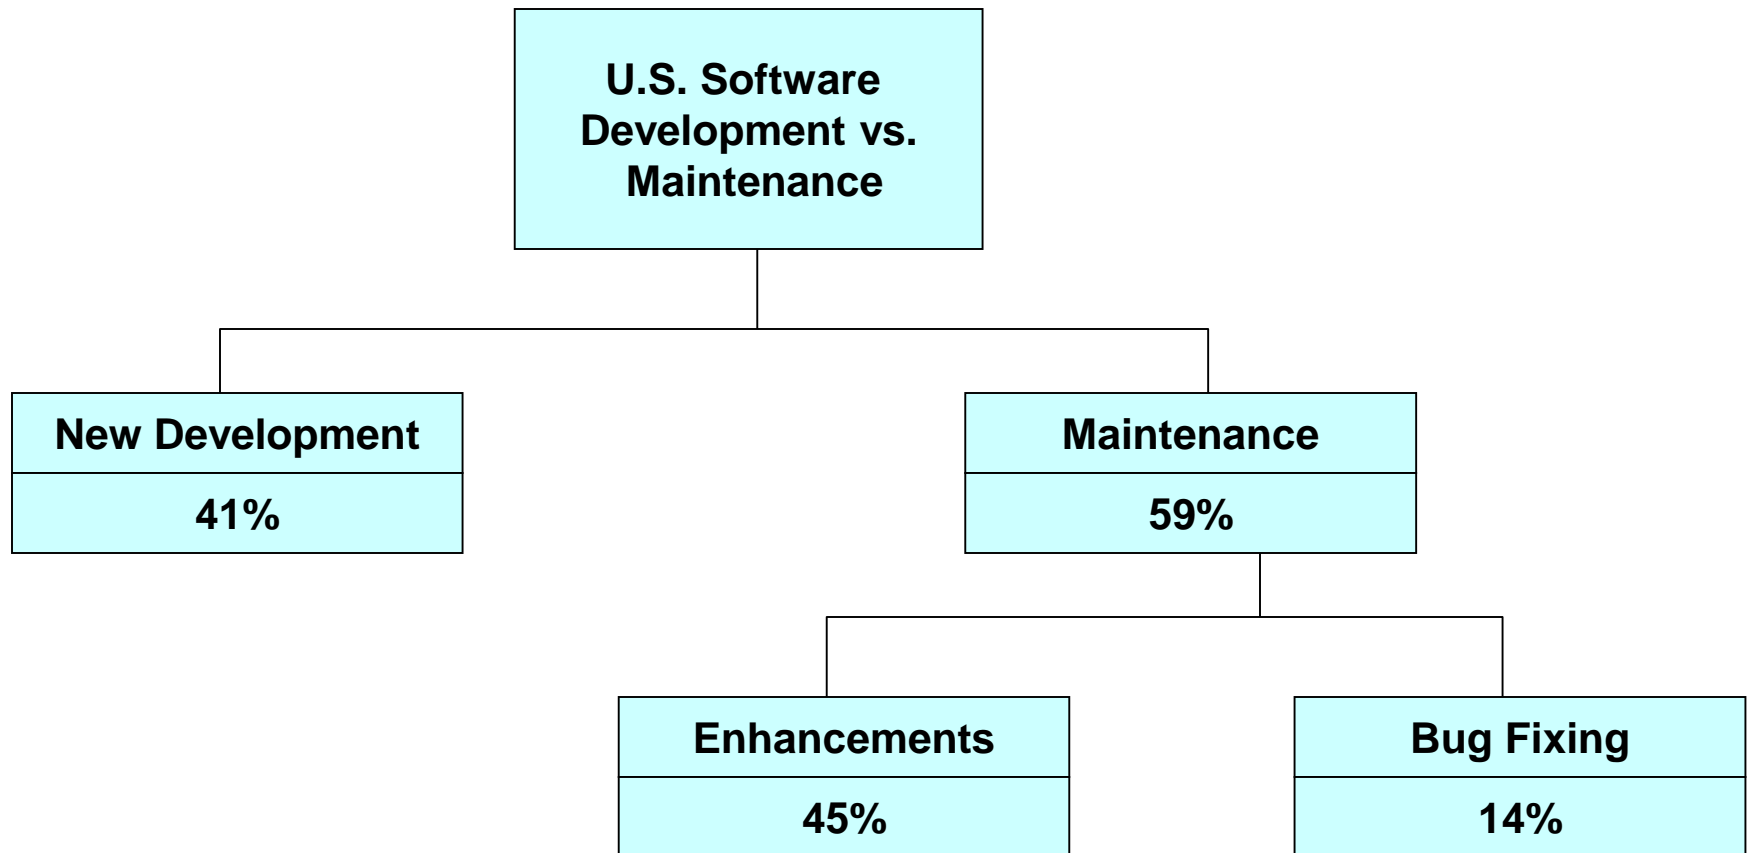 U.S. Software
Development vs.
Maintenance
New Development
Maintenance
41%
59%
Enhancements
Bug Fixing
45%
14%